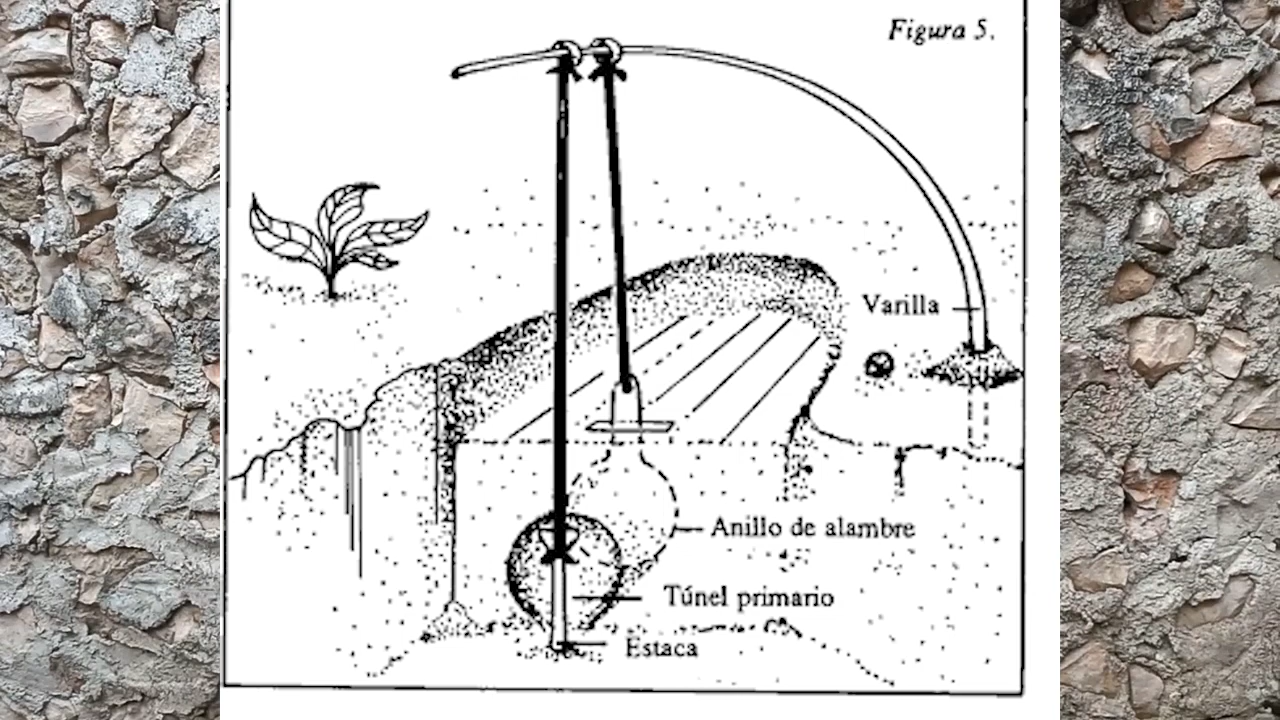 Figura 5.
Varilla
Anillo de alambre
Túnel primario
Estaca